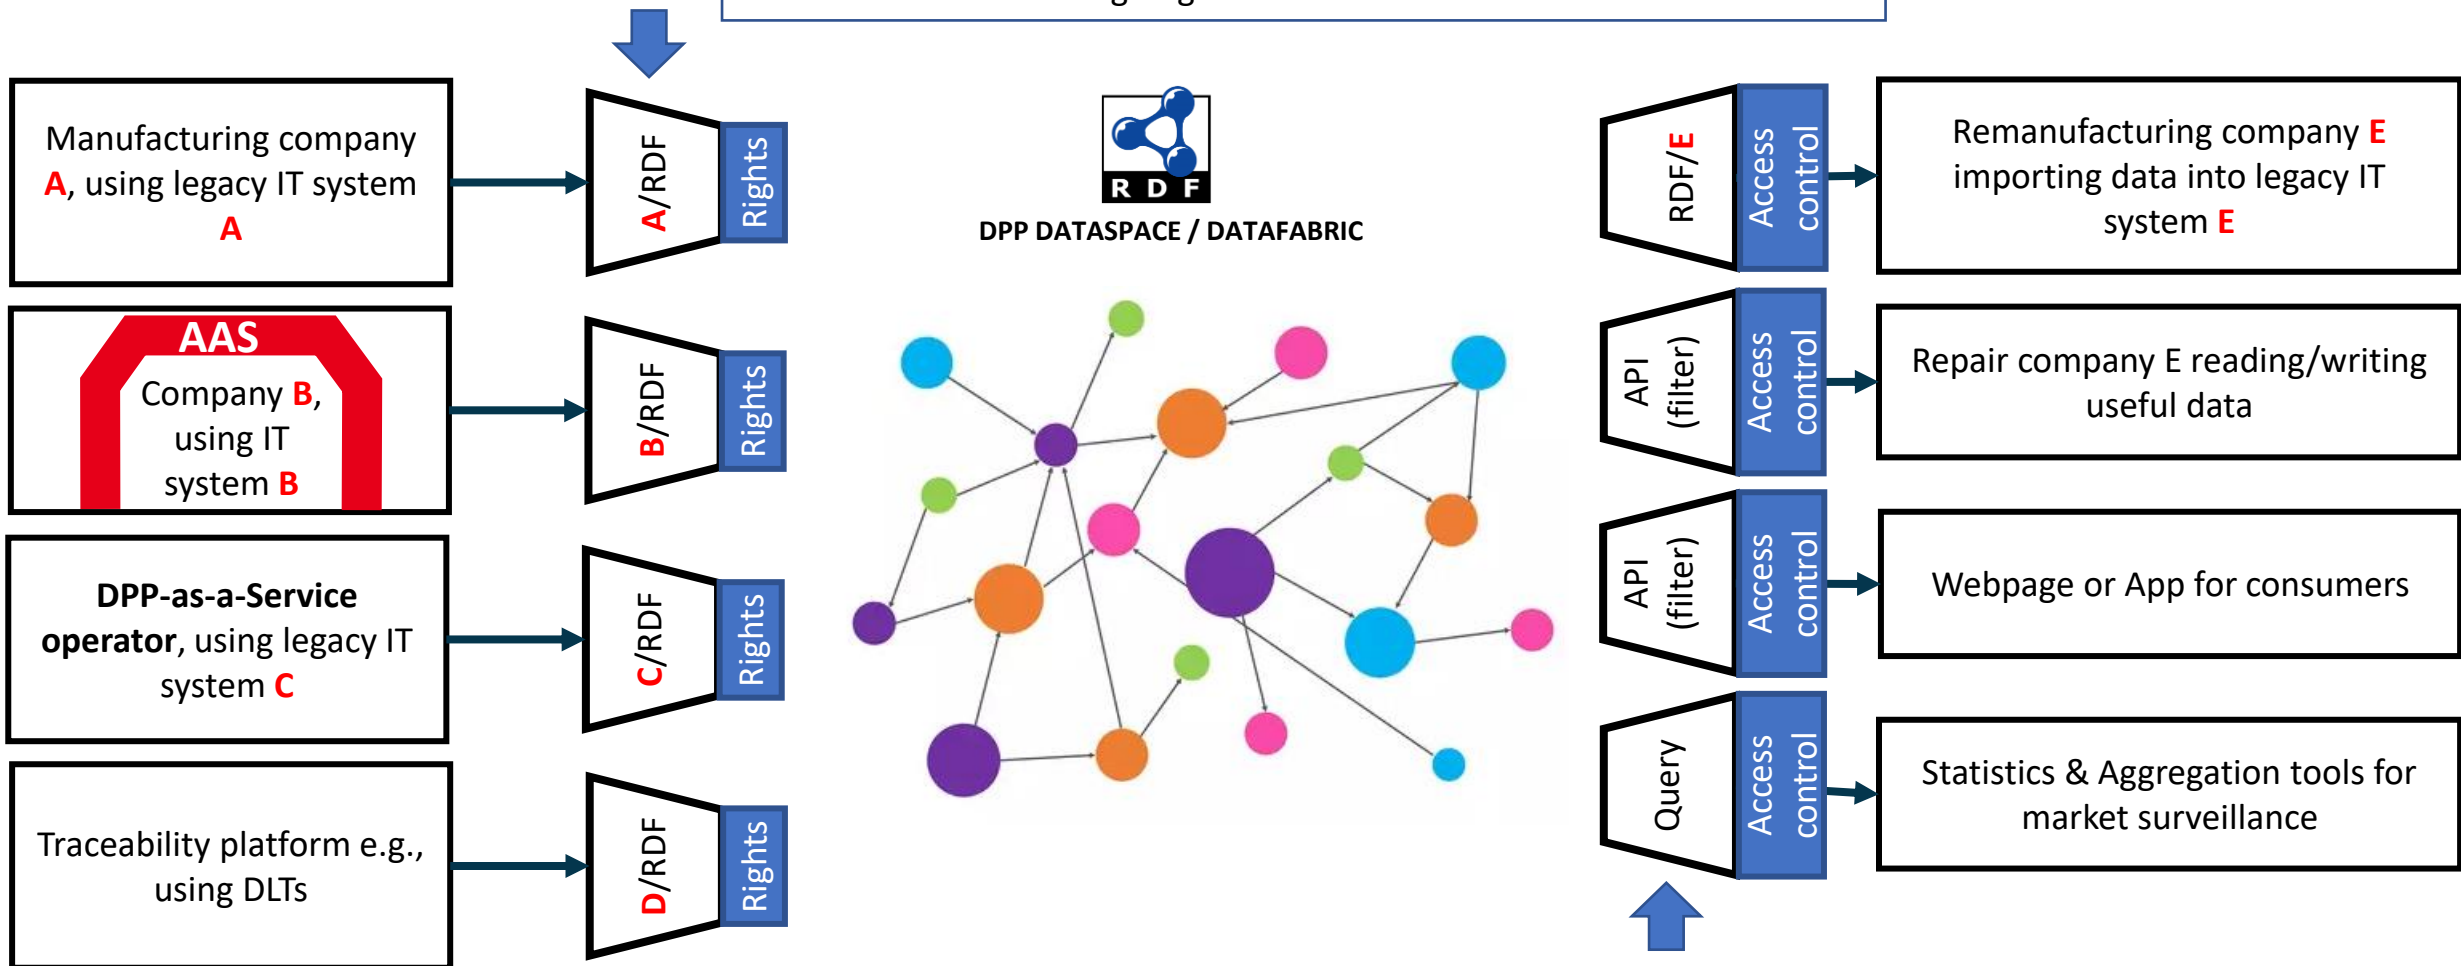 Manufacturing company
A, using legacy IT system
A
A/RDF
Rights
AAS
Company B,
using IT
system B
B/RDF
Rights
DPP-as-a-Service
operator, using legacy IT
system C
C/RDF
Rights
Traceability platform e.g.,
using DLTs
D/RDF
Rights
RDF
DPP DATASPACE / DATAFABRIC
RDF/E
Access
control
Remanufacturing company E
importing data into legacy IT
system E
API
(filter)
Access
control
Repair company E reading/writing
useful data
API
(filter)
Access
control
Webpage or App for consumers
Query
Access
control
Statistics & Aggregation tools for
market surveillance